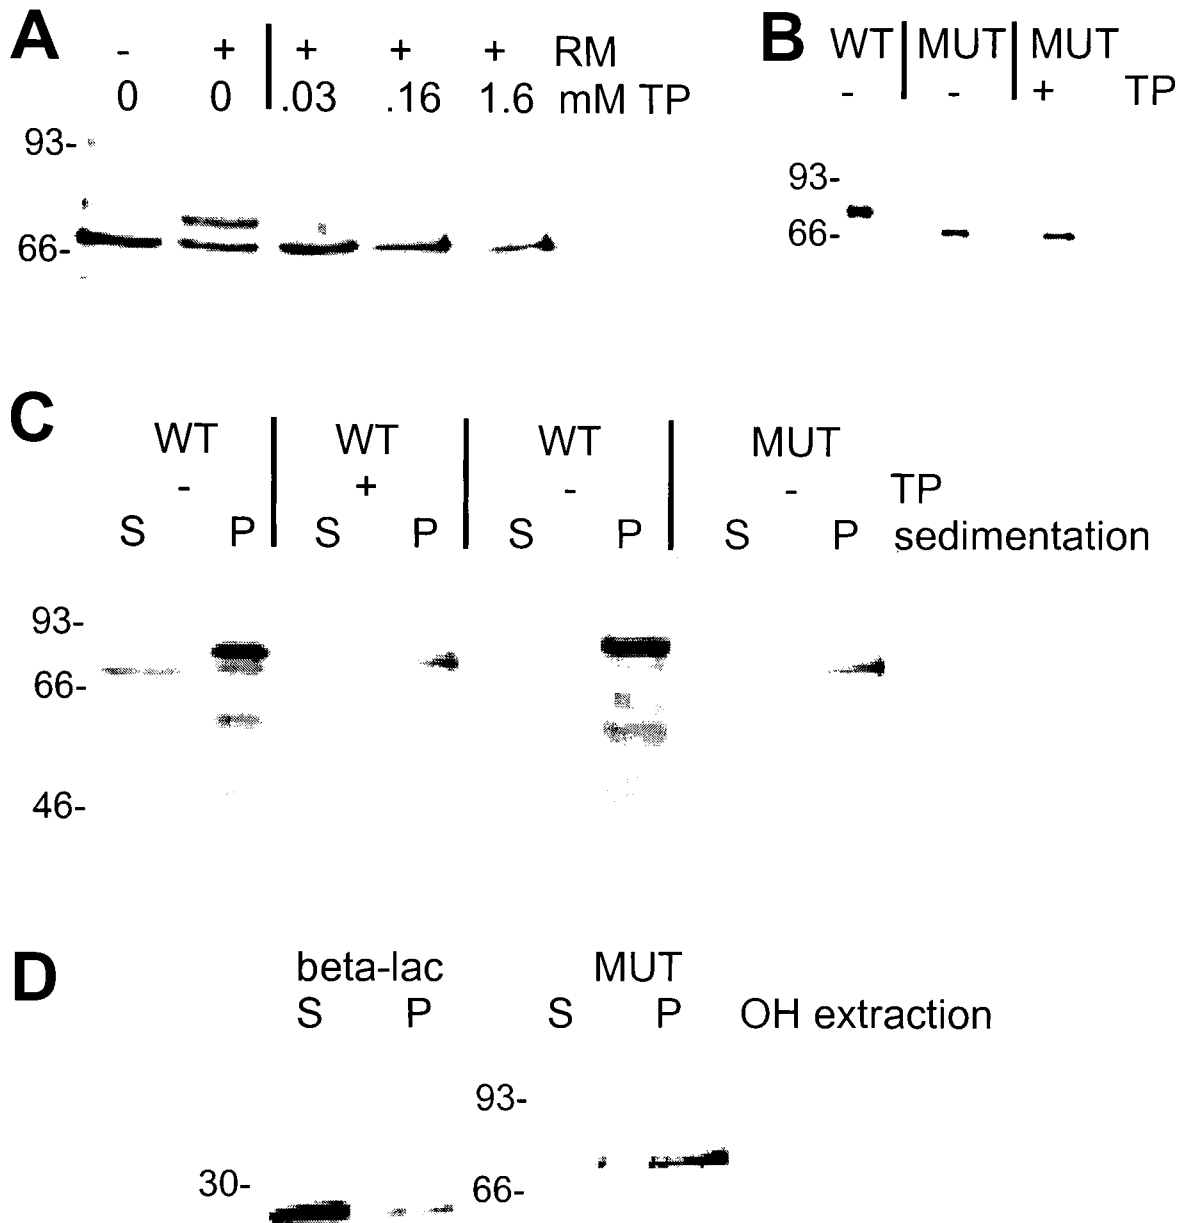 A
- + + + + RM
0 0 .03 .16 1.6 mM TP
93-
66-
B
WT MUT MUT
- - + TP
93-
66-
C
WT WT WT MUT
- + - - TP
S P S P S P S P sedimentation
93-
66-
46-
D
beta-lac MUT
S P S P OH extraction
93-
30- 66-